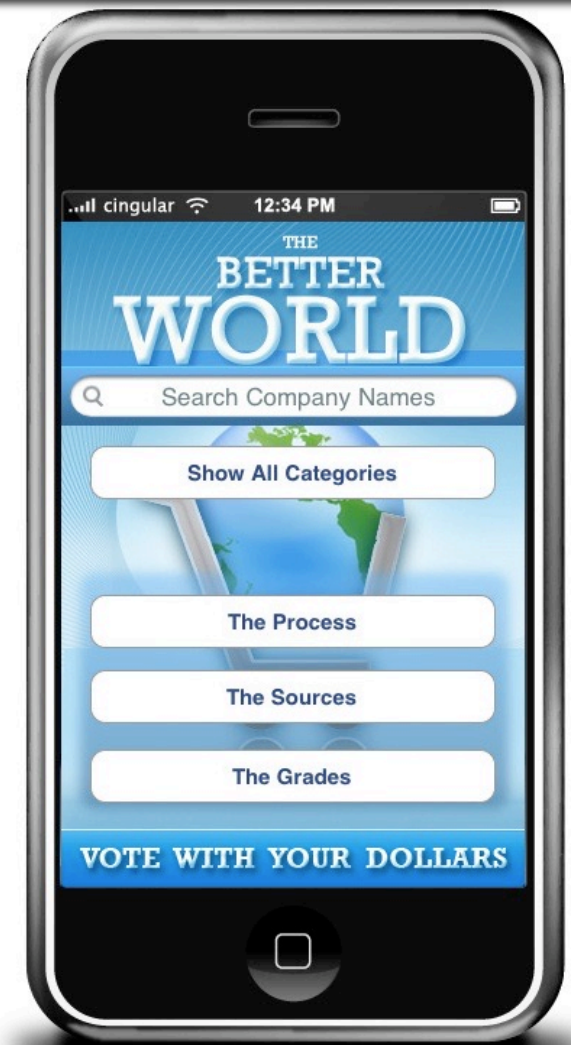 cingular 12:34 PM
THE
BETTER
WORLD
Search Company Names
Show All Categories
The Process
The Sources
The Grades
VOTE WITH YOUR DOLLARS